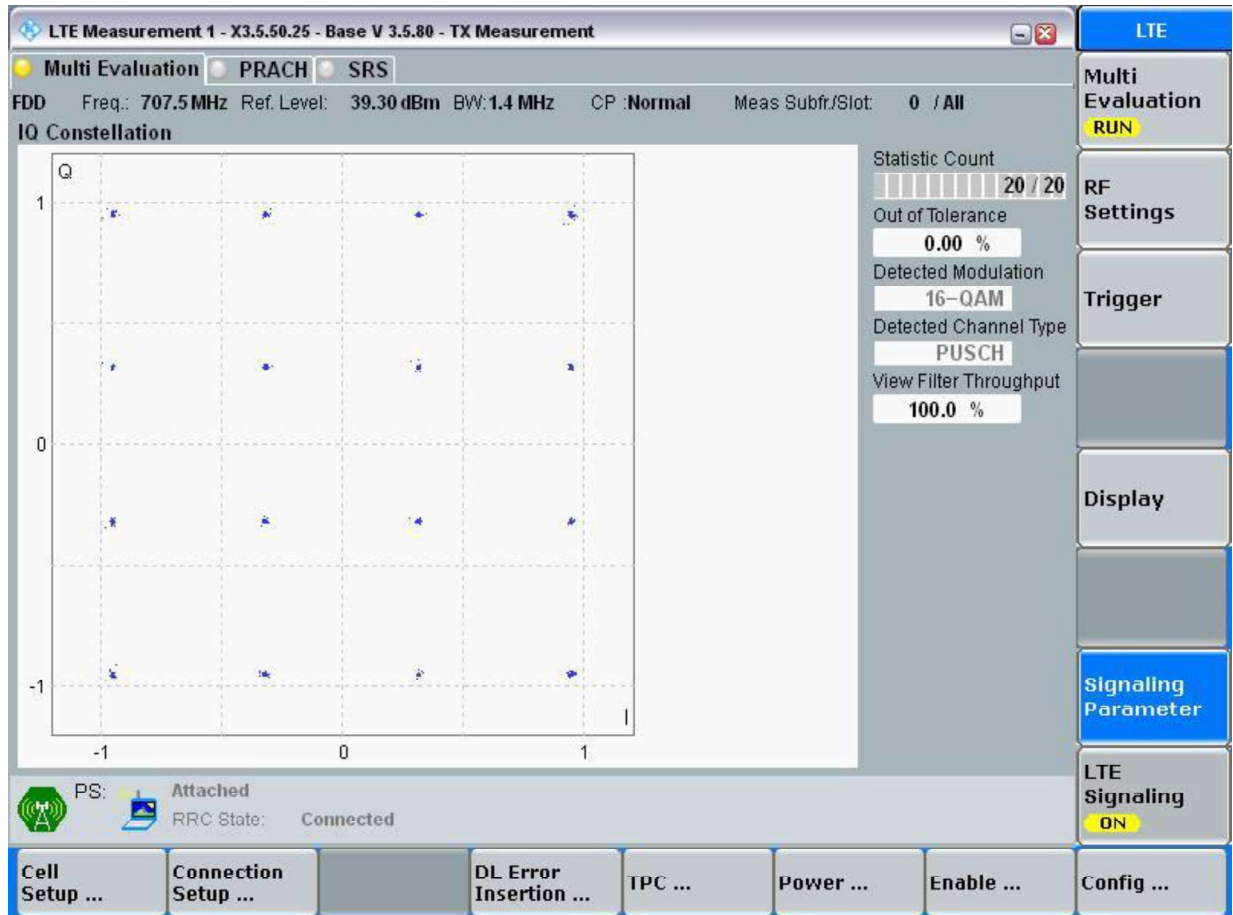 LTE Measurement 1 - X3.5.50.25 - Base V 3.5.80 - TX Measurement
LTE
Multi Evaluation PRACH SRS
FDD Freq.: 707.5 MHz Ref. Level: 39.30 dBm BW: 1.4 MHz CP :Normal Meas Subfr./Slot: 0 / All
IQ Constellation
Q
1
0
-1
-1 0 1
I
Statistic Count
20 / 20
Out of Tolerance
0.00 %
Detected Modulation
16-QAM
Detected Channel Type
PUSCH
View Filter Throughput
100.0 %
Multi
Evaluation
RUN
RF
Settings
Trigger
Display
Signaling
Parameter
LTE
Signaling
ON
PS: Attached
RRC State: Connected
Cell
Setup ...
Connection
Setup ...
DL Error
Insertion ...
TPC ...
Power ...
Enable ...
Config ...